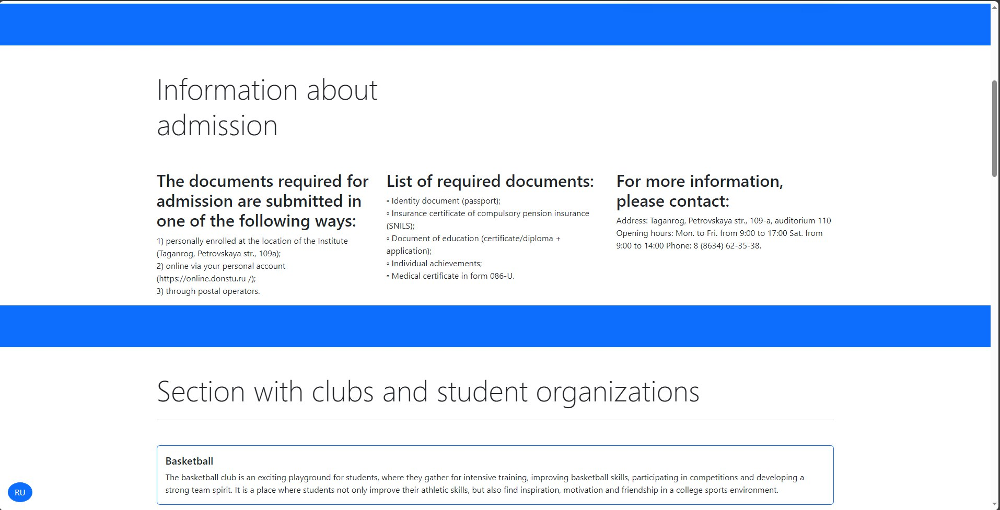 Information about
admission
The documents required for
admission are submitted in
one of the following ways:
1) personally enrolled at the location of the Institute
(Taganrog, Petrovskaya str., 109a);
2) online via your personal account
(https://online.donstu.ru /);
3) through postal operators.
List of required documents:
▫ Identity document (passport);
▫ Insurance certificate of compulsory pension insurance
(SNILS);
▫ Document of education (certificate/diploma +
application);
▫ Individual achievements;
▫ Medical certificate in form 086-U.
For more information,
please contact:
Address: Taganrog, Petrovskaya str., 109-a, auditorium 110
Opening hours: Mon. to Fri. from 9:00 to 17:00 Sat. from
9:00 to 14:00 Phone: 8 (8634) 62-35-38.
Section with clubs and student organizations
Basketball
The basketball club is an exciting playground for students, where they gather for intensive training, improving basketball skills, participating in competitions and developing a
strong team spirit. It is a place where students not only improve their athletic skills, but also find inspiration, motivation and friendship in a college sports environment.
RU